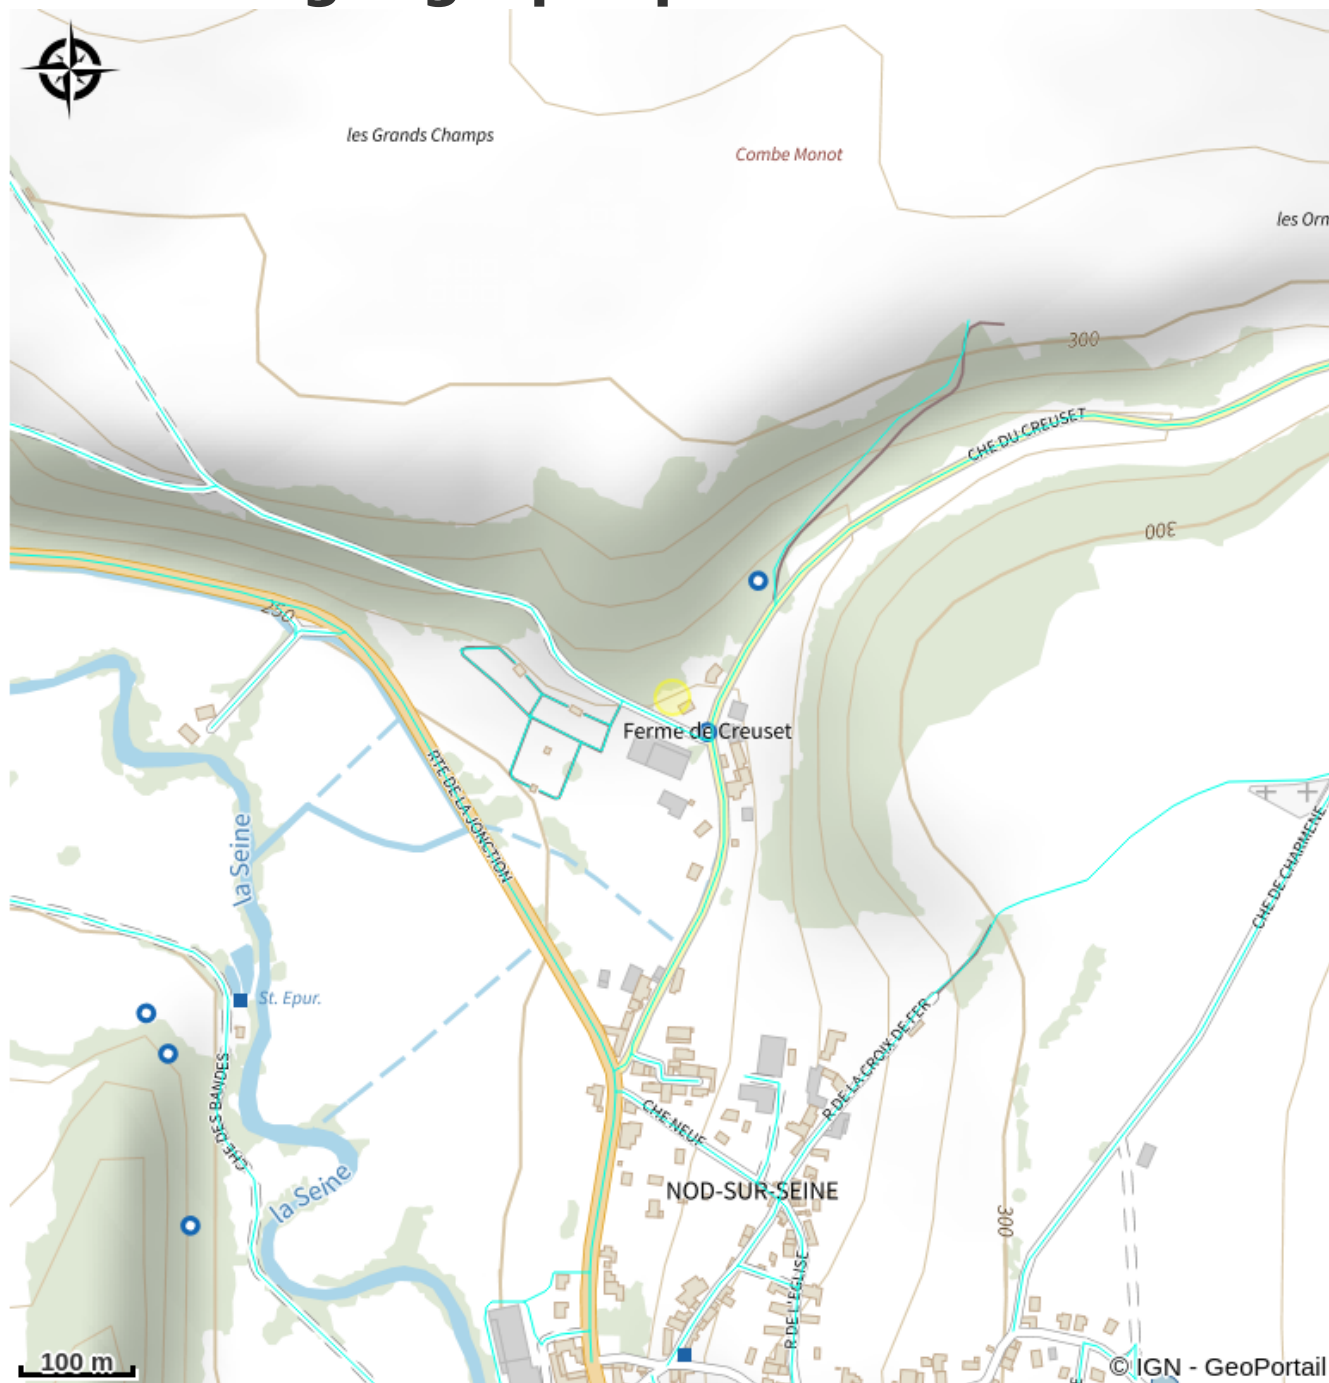 les Grands Champs
Combe Monot
les Orm
300
CHE DU CREUSET
300
250
Ferme de Creuset
RTE DE LA JONCTION
la Seine
CHE DE CHARMENE
St. Epur.
R DE LA CROIX DE FER
CHE DES BANDES
CHE NEUF
la Seine
NOD-SUR-SEINE
300
R DE L'EGLISE
100 m
© IGN - GeoPortail